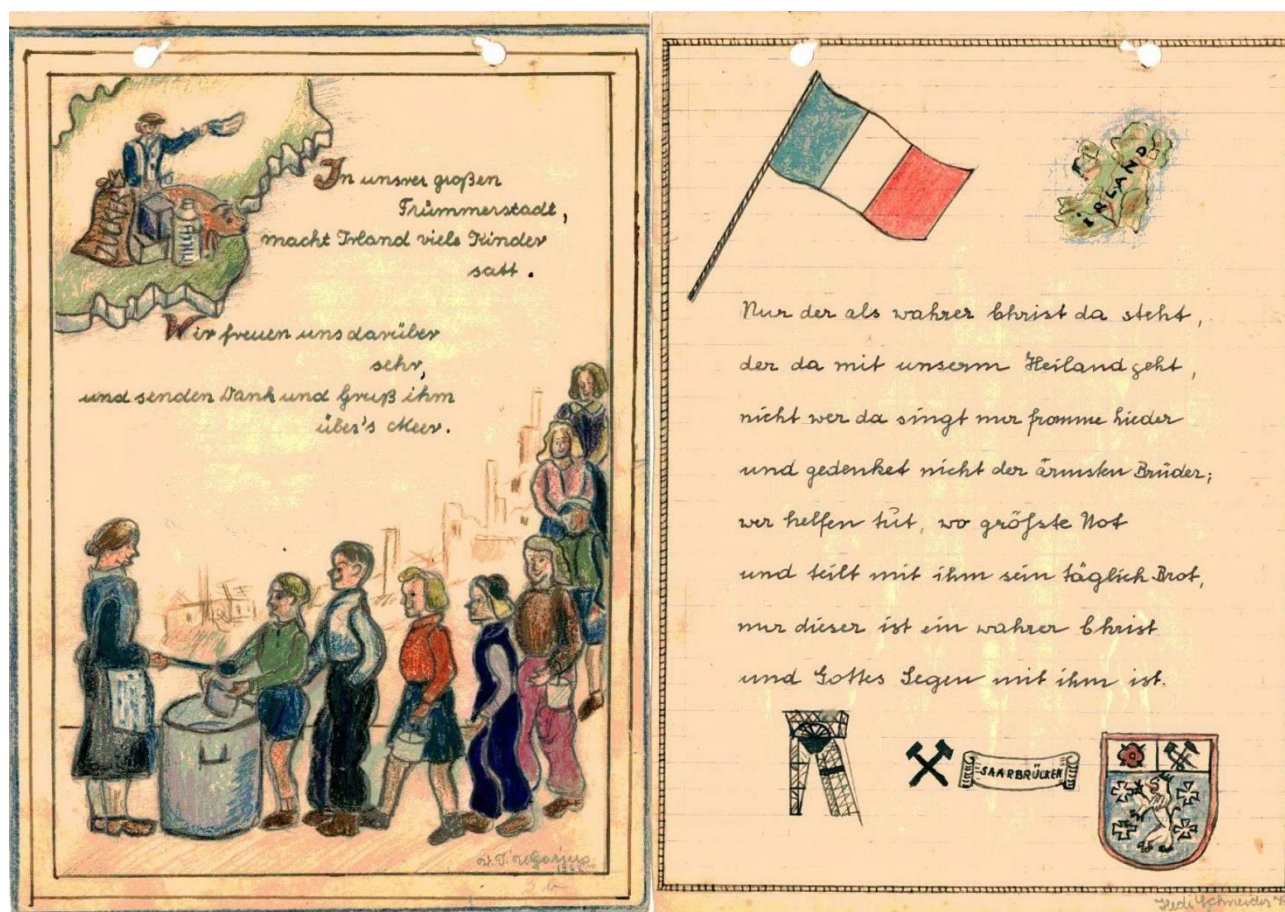 ZUCKER
In unsrer großen
Trümmerstadt,
macht Irland viele Kinder
satt.
Wir freuen uns darüber
sehr,
und senden Dank und Gruß ihm
über's Meer.
IRLAND
Nur der als wahrer Christ da steht,
der da mit unserm Heiland geht,
nicht wer da singt nur fromme Lieder
und gedenket nicht der ärmsten Brüder;
wer helfen tut, wo größte Not
und teilt mit ihm sein täglich Brot,
nur dieser ist ein wahrer Christ
und Gottes Segen mit ihm ist.
SAARBRÜCKEN
Hedi Schneider